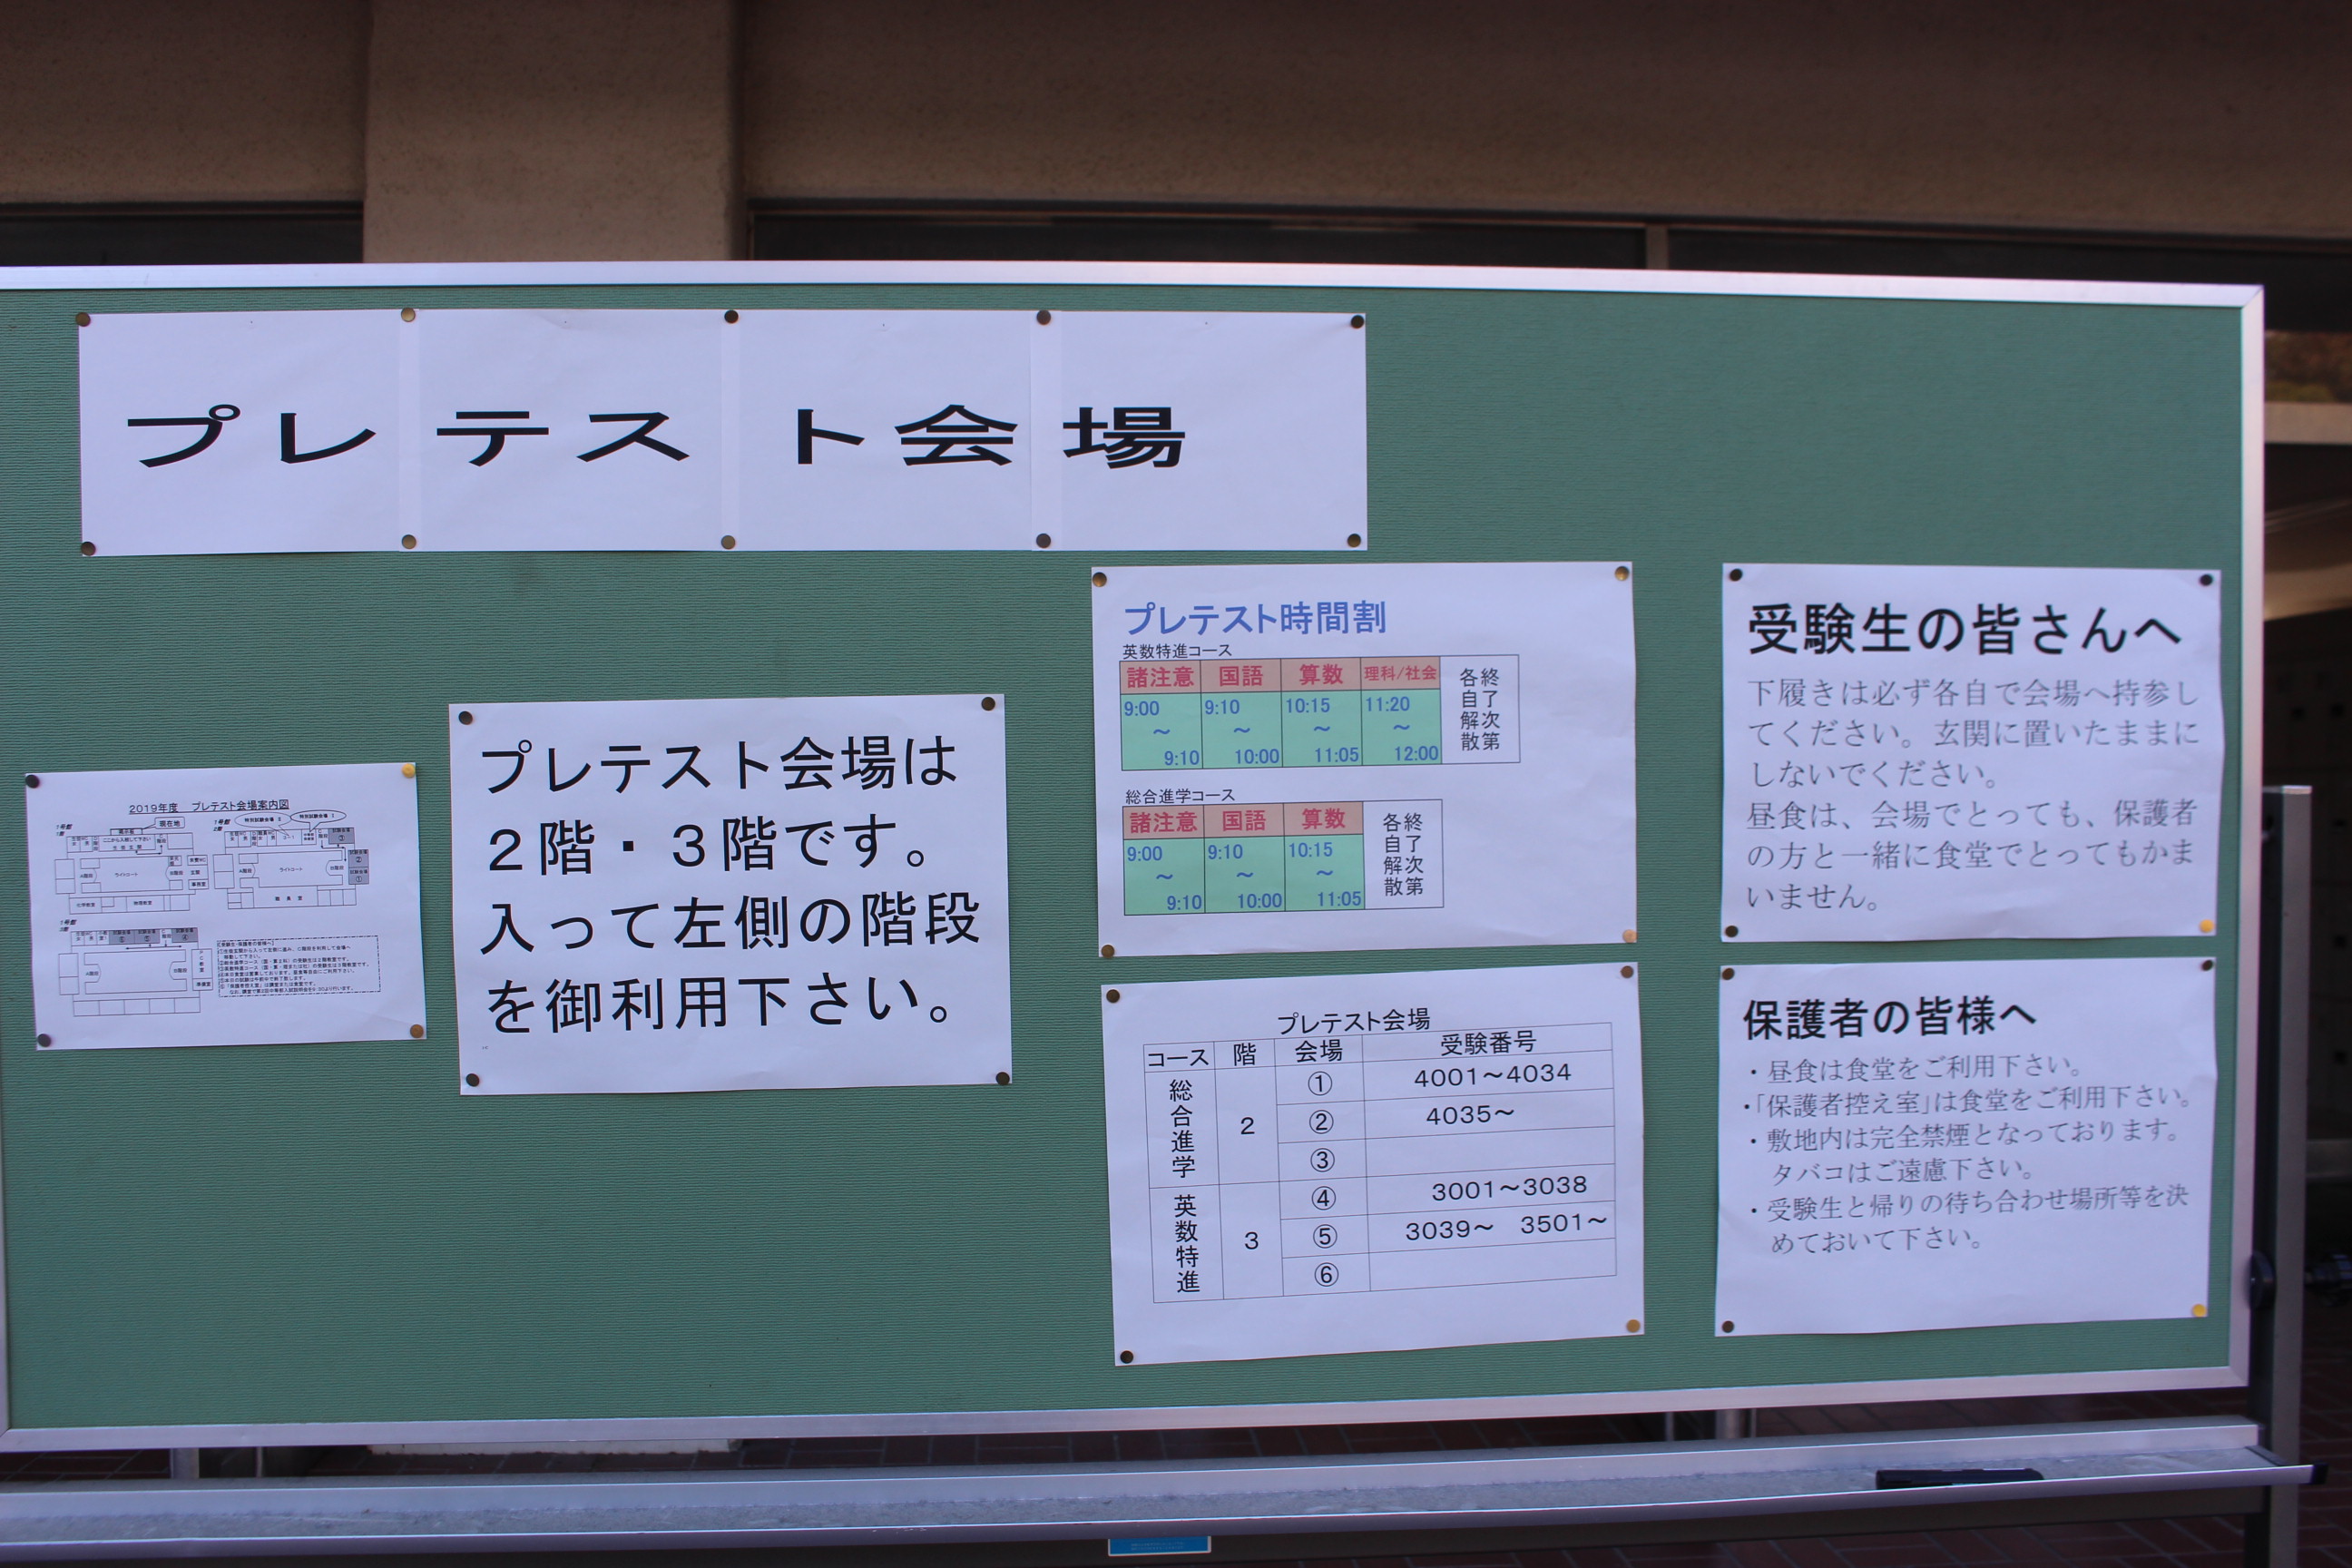 プレテスト会場
2019年度 プレテスト会場案内図
現在地
ライトコート
ライトコート
プレテスト会場は
2階・3階です。
入って左側の階段
を御利用下さい。
プレテスト時間割
英数特進コース
諸注意 国語 算数 理科/社会 各自解散 終了次第
9:00 9:10 10:15 11:20
～ ～ ～ ～
9:10 10:00 11:05 12:00
総合進学コース
諸注意 国語 算数 各自解散 終了次第
9:00 9:10 10:15
～ ～ ～
9:10 10:00 11:05
プレテスト会場
コース 階 会場 受験番号
総合進学 2 ① 4001～4034
② 4035～
③
英数特進 3 ④ 3001～3038
⑤ 3039～ 3501～
⑥
受験生の皆さんへ
下履きは必ず各自で会場へ持参し
てください。玄関に置いたままに
しないでください。
昼食は、会場でとっても、保護者
の方と一緒に食堂でとってもかま
いません。
保護者の皆様へ
・昼食は食堂をご利用下さい。
・「保護者控え室」は食堂をご利用下さい。
・敷地内は完全禁煙となっております。
タバコはご遠慮下さい。
・受験生と帰りの待ち合わせ場所等を決
めておいて下さい。